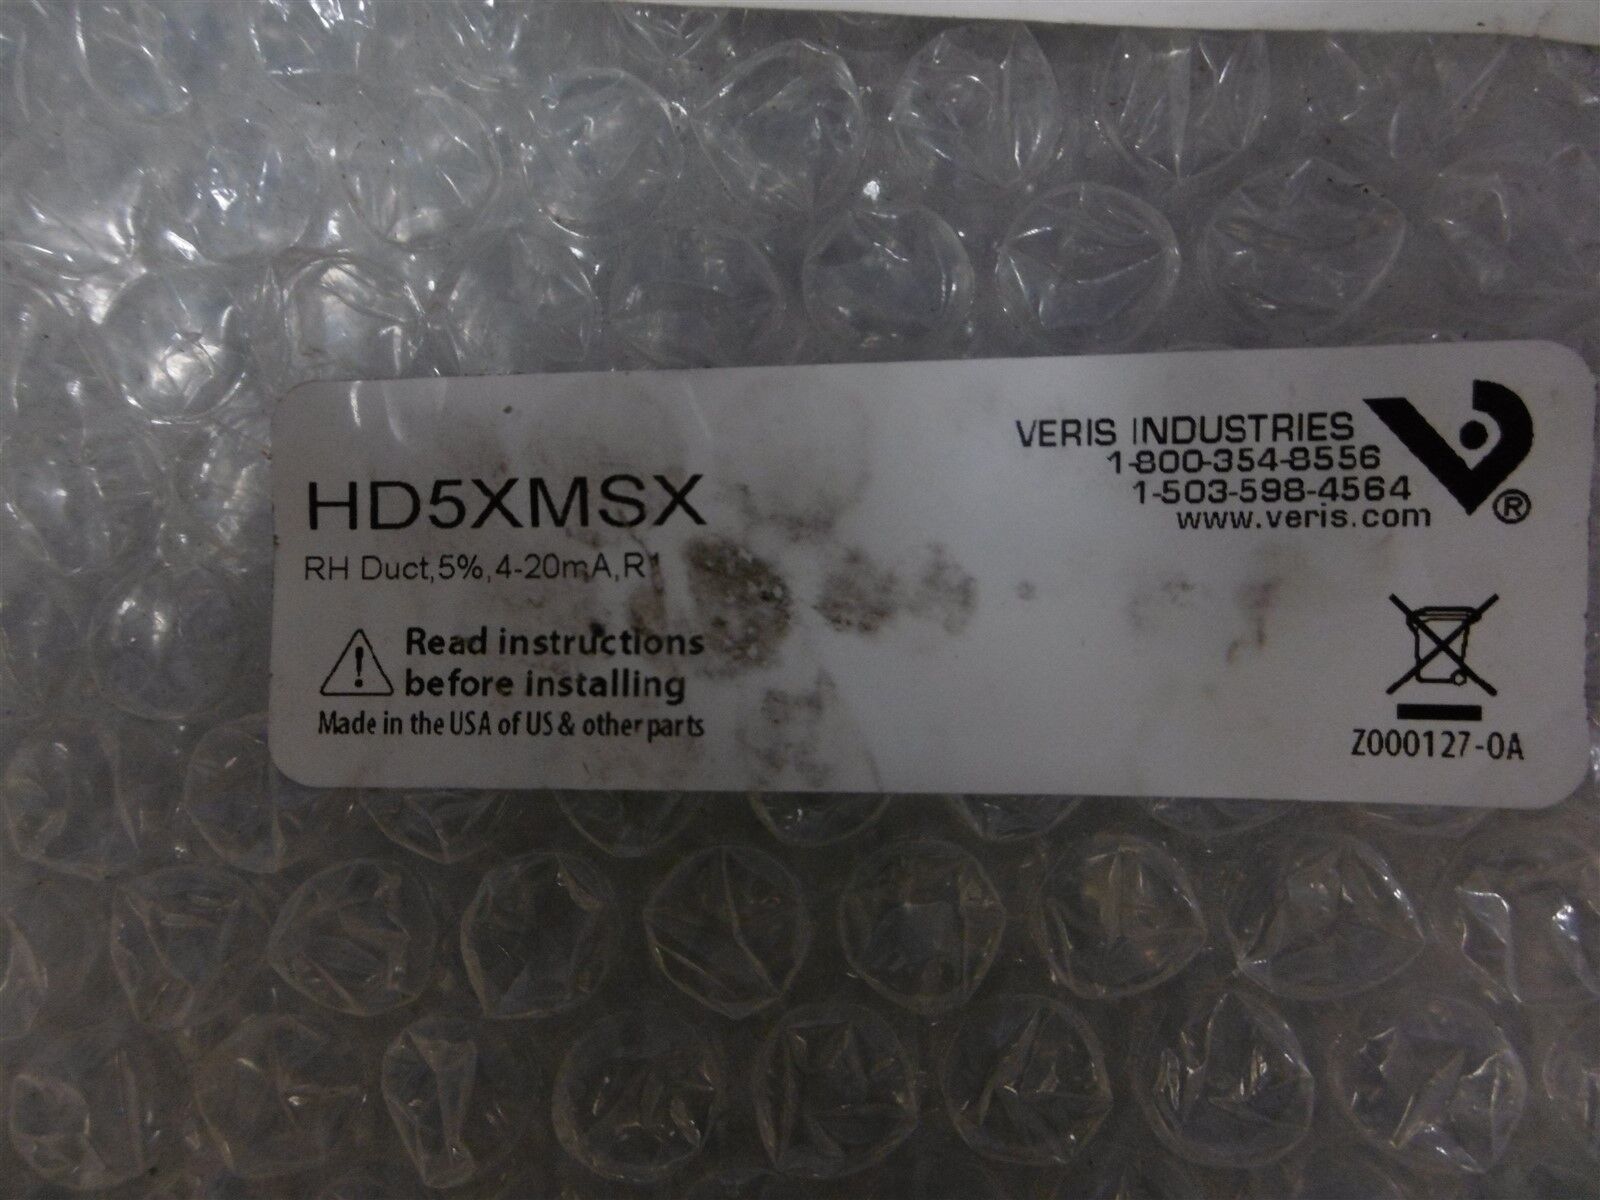 VERIS INDUSTRIES
1-800-354-8556
1-503-598-4564
www.veris.com
®
HD5XMSX
RH Duct,5%,4-20mA,R1
Read instructions
before installing
Made in the USA of US & other parts
Z000127-0A